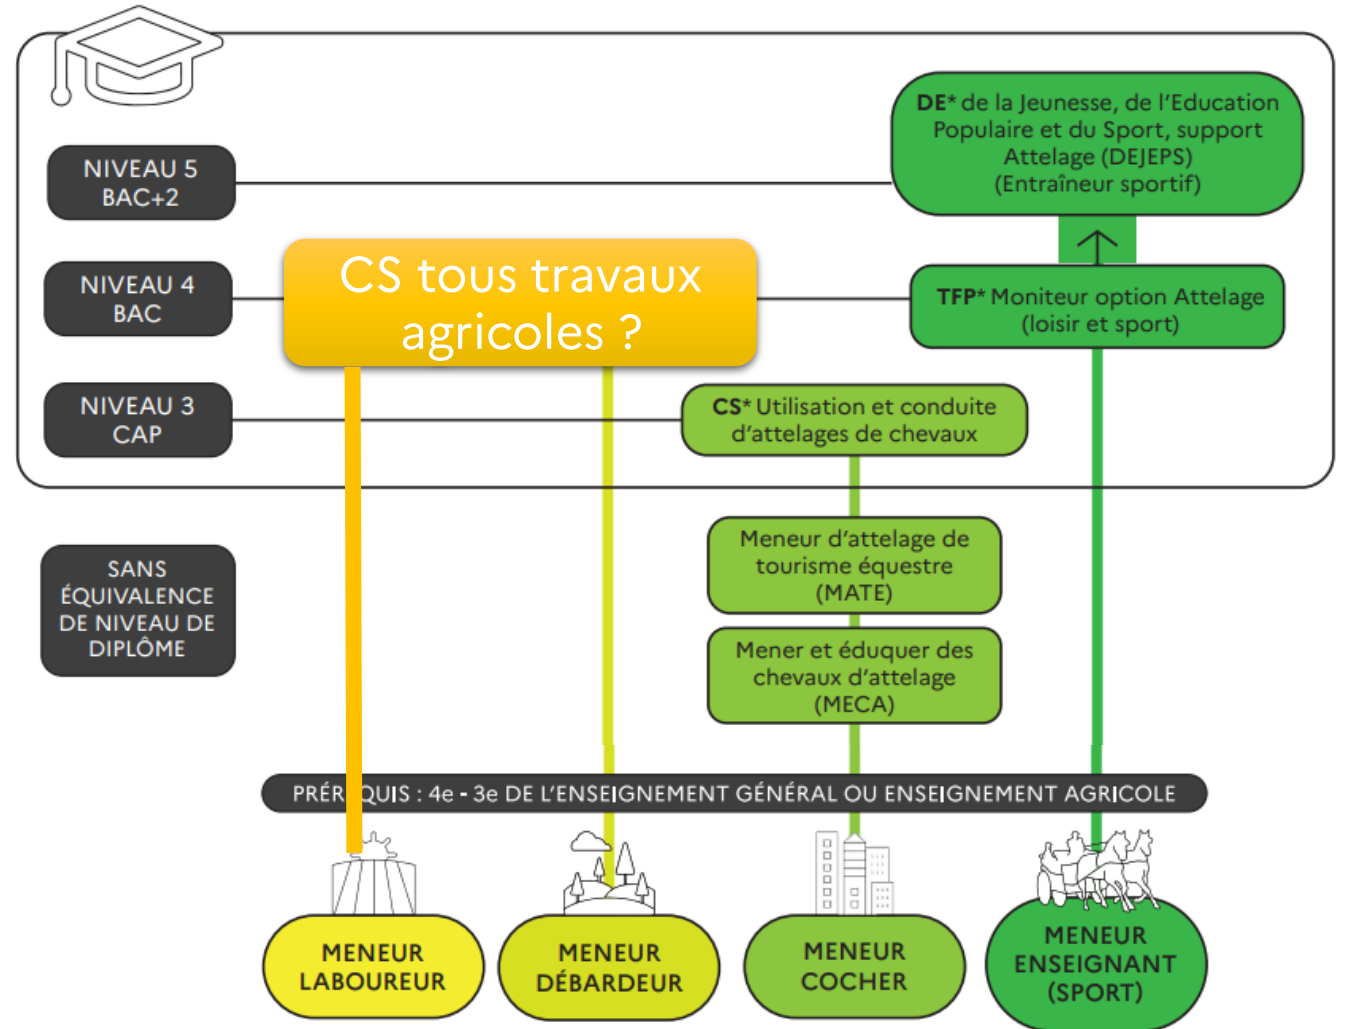 DE* de la Jeunesse, de l'Education
Populaire et du Sport, support
Attelage (DEJEPS)
(Entraîneur sportif)
NIVEAU 5
BAC+2
CS tous travaux
agricoles ?
NIVEAU 4
BAC
TFP* Moniteur option Attelage
(loisir et sport)
NIVEAU 3
CAP
CS* Utilisation et conduite
d'attelages de chevaux
Meneur d'attelage de
tourisme équestre
(MATE)
SANS
ÉQUIVALENCE
DE NIVEAU DE
DIPLÔME
Mener et éduquer des
chevaux d'attelage
(MECA)
PRÉR QUIS : 4e - 3e DE L'ENSEIGNEMENT GÉNÉRAL OU ENSEIGNEMENT AGRICOLE
MENEUR
LABOUREUR
MENEUR
DÉBARDEUR
MENEUR
COCHER
MENEUR
ENSEIGNANT
(SPORT)